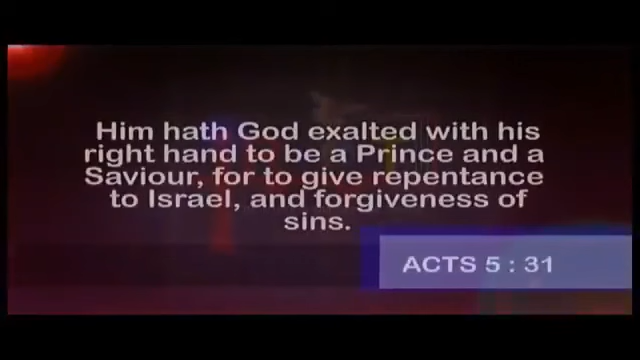 Him hath God exalted with his
right hand to be a Prince and a
Saviour, for to give repentance
to Israel, and forgiveness of
sins.
ACTS 5 : 31